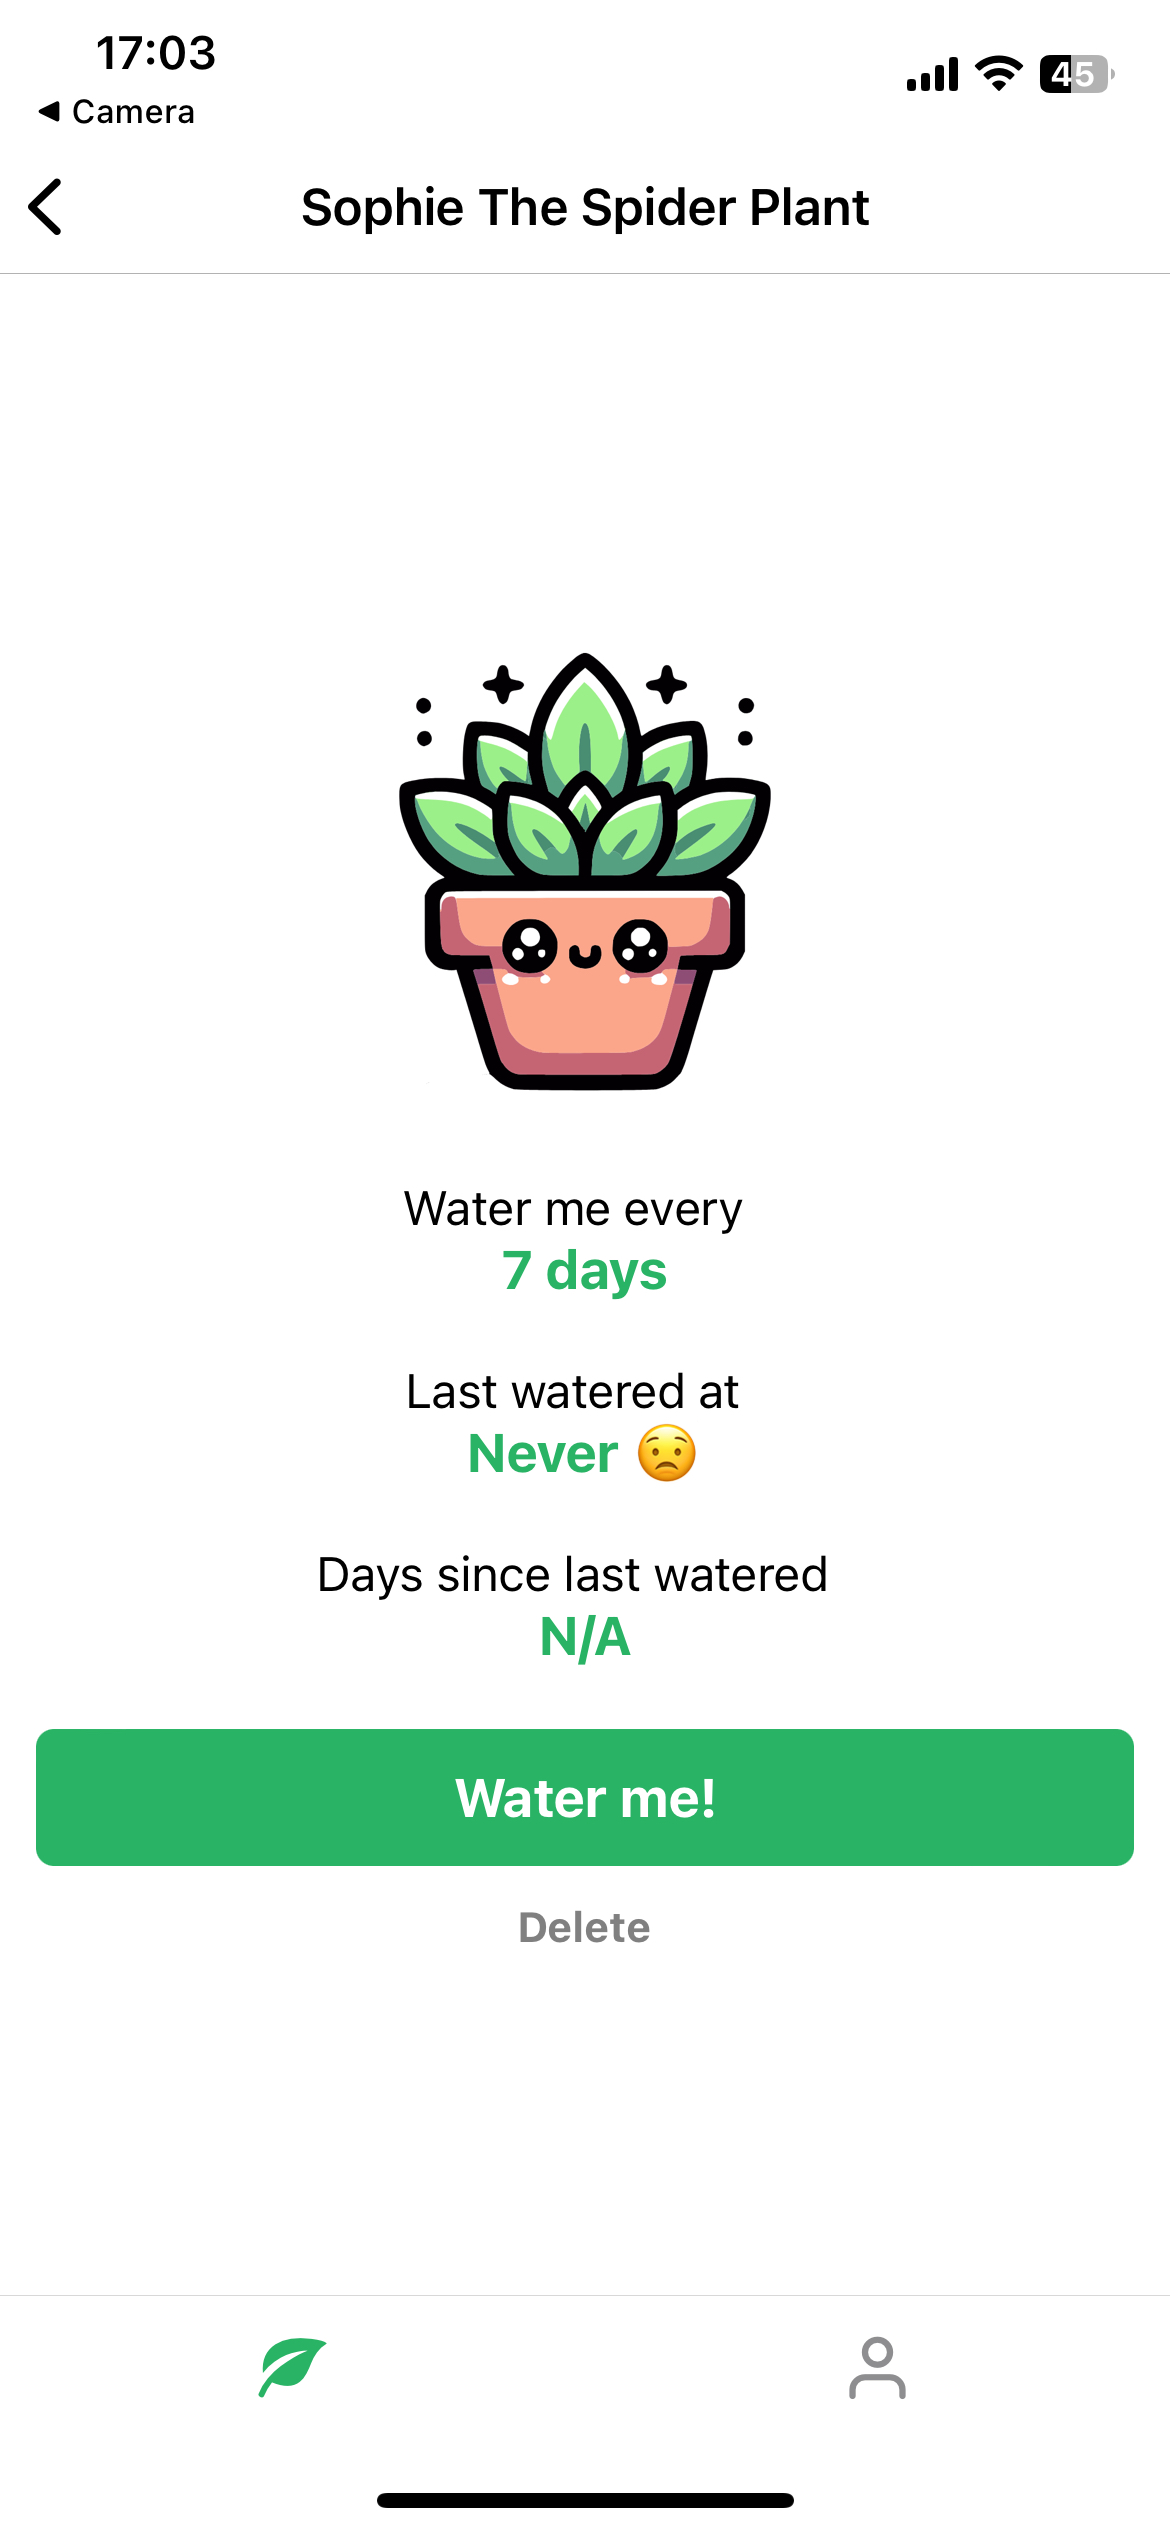 17:03
45
◀ Camera
Sophie The Spider Plant
Water me every
7 days
Last watered at
Never 😟
Days since last watered
N/A
Water me!
Delete